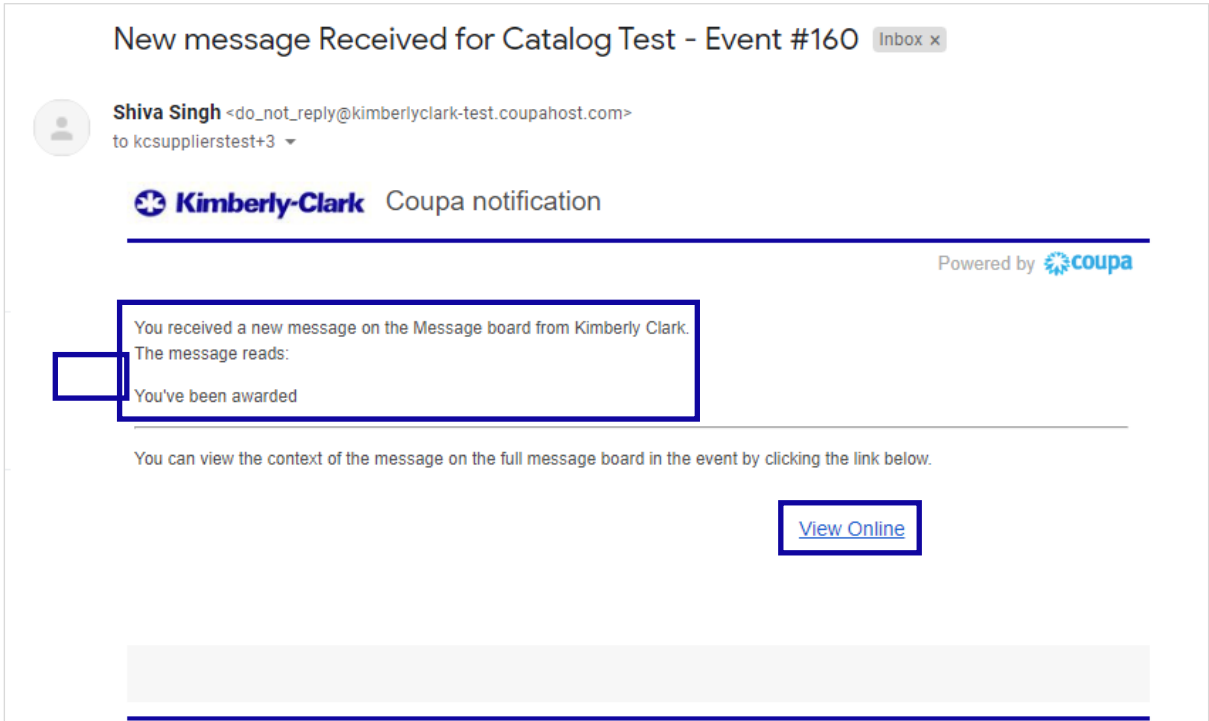 New message Received for Catalog Test - Event #160 Inbox x
Shiva Singh <do_not_reply@kimberlyclark-test.coupahost.com>
to kcsupplierstest+3
Kimberly-Clark Coupa notification
Powered by coupa
You received a new message on the Message board from Kimberly Clark.
The message reads:
You've been awarded
You can view the context of the message on the full message board in the event by clicking the link below.
View Online